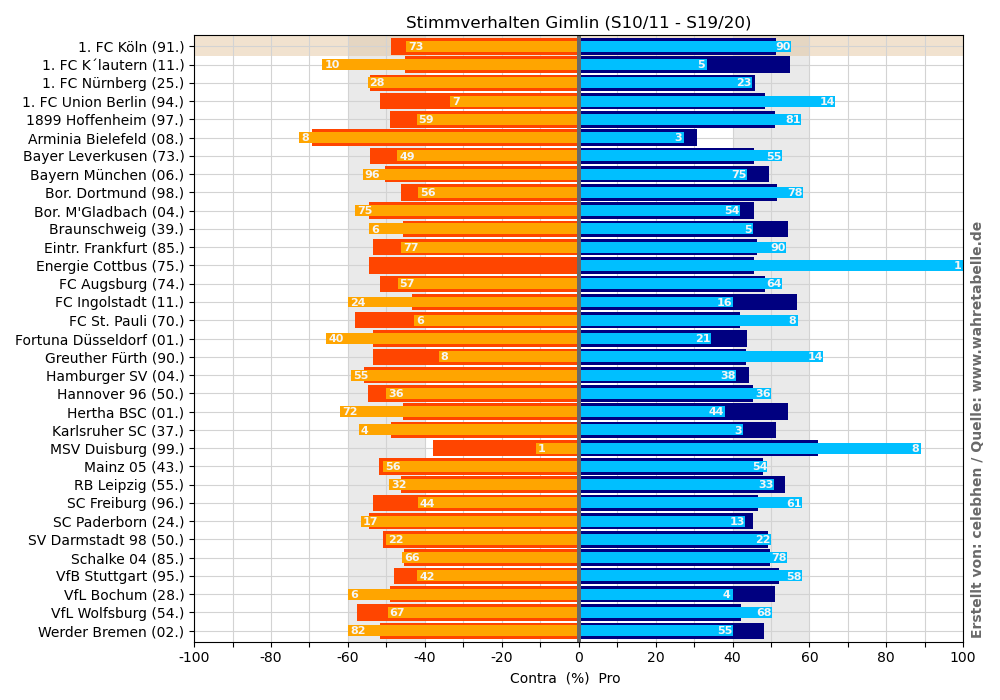 Stimmverhalten Gimlin (S10/11 - S19/20)
1. FC Köln (91.) 73 90
1. FC K´lautern (11.) 10 5
1. FC Nürnberg (25.) 28 23
1. FC Union Berlin (94.) 7 14
1899 Hoffenheim (97.) 59 81
Arminia Bielefeld (08.) 8 3
Bayer Leverkusen (73.) 49 55
Bayern München (06.) 96 75
Bor. Dortmund (98.) 56 78
Bor. M'Gladbach (04.) 75 54
Braunschweig (39.) 6 5
Eintr. Frankfurt (85.) 77 90
Energie Cottbus (75.) 1
FC Augsburg (74.) 57 64
FC Ingolstadt (11.) 24 16
FC St. Pauli (70.) 6 8
Fortuna Düsseldorf (01.) 40 21
Greuther Fürth (90.) 8 14
Hamburger SV (04.) 55 38
Hannover 96 (50.) 36 36
Hertha BSC (01.) 72 44
Karlsruher SC (37.) 4 3
MSV Duisburg (99.) 1 8
Mainz 05 (43.) 56 54
RB Leipzig (55.) 32 33
SC Freiburg (96.) 44 61
SC Paderborn (24.) 17 13
SV Darmstadt 98 (50.) 22 22
Schalke 04 (85.) 66 78
VfB Stuttgart (95.) 42 58
VfL Bochum (28.) 6 4
VfL Wolfsburg (54.) 67 68
Werder Bremen (02.) 82 55
-100 -80 -60 -40 -20 0 20 40 60 80 100
Contra (%) Pro
Erstellt von: celebhen / Quelle: www.wahretabelle.de